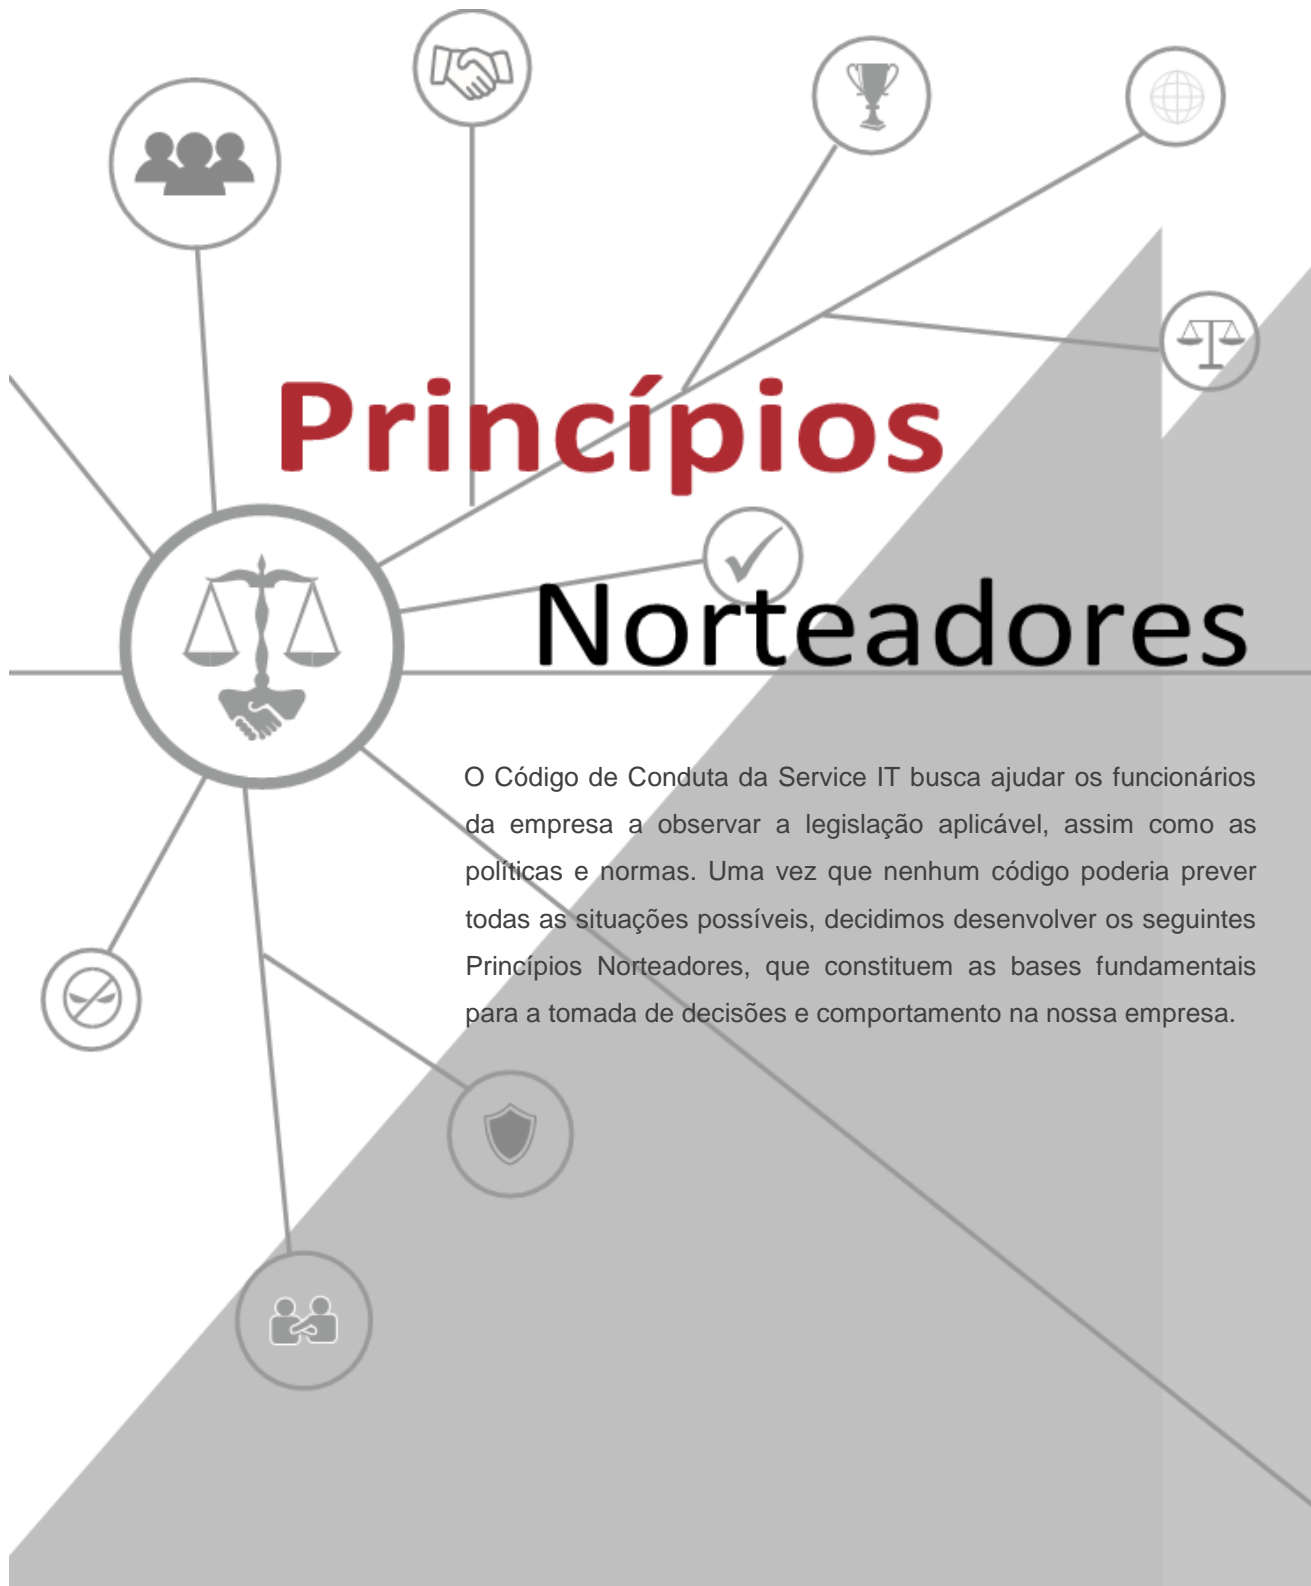 Princípios
Norteadores
O Código de Conduta da Service IT busca ajudar os funcionários
da empresa a observar a legislação aplicável, assim como as
políticas e normas. Uma vez que nenhum código poderia prever
todas as situações possíveis, decidimos desenvolver os seguintes
Princípios Norteadores, que constituem as bases fundamentais
para a tomada de decisões e comportamento na nossa empresa.